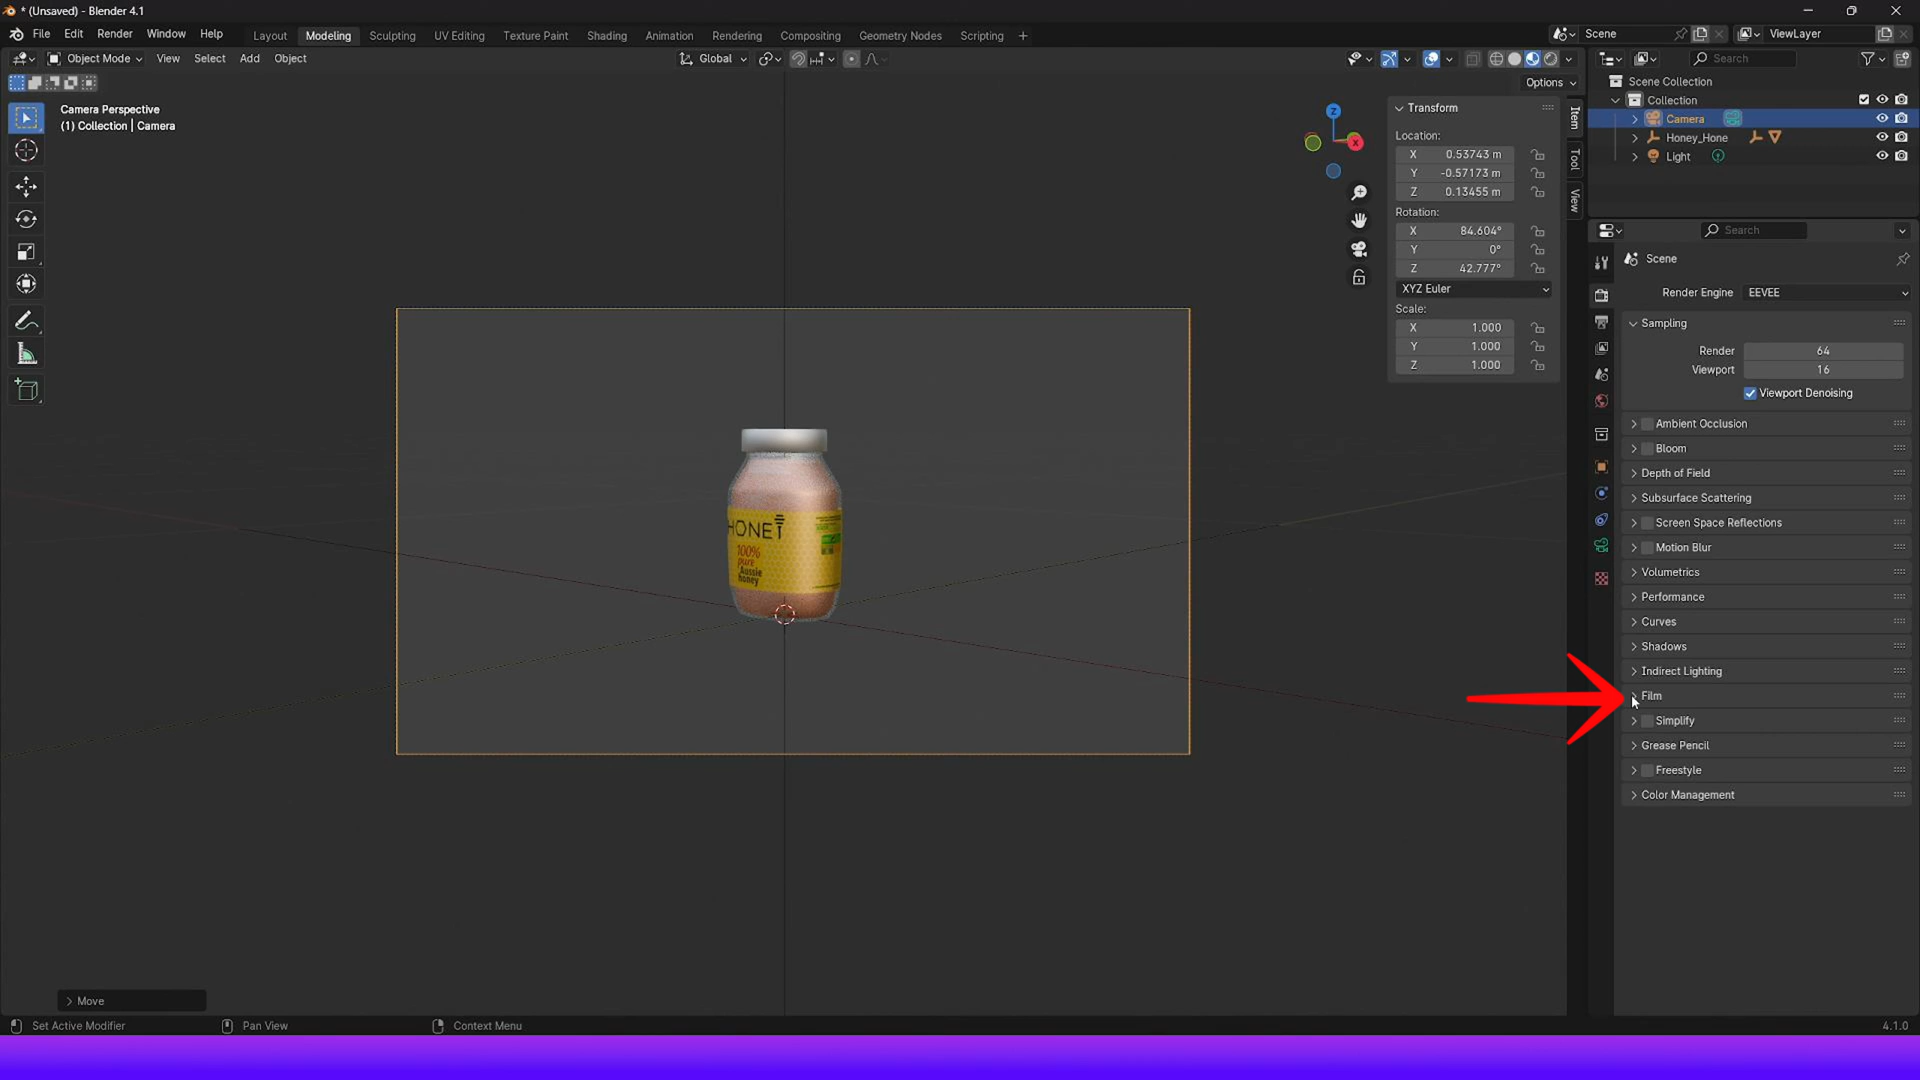 * (Unsaved) - Blender 4.1
File Edit Render Window Help Layout Modeling Sculpting UV Editing Texture Paint Shading Animation Rendering Compositing Geometry Nodes Scripting + Scene ViewLayer
Object Mode View Select Add Object Global Search
Options
Camera Perspective
(1) Collection | Camera
Scene Collection
Collection
Camera
Honey_Hone
Light
Transform
Location:
X 0.53743 m
Y -0.57173 m
Z 0.13455 m
Rotation:
X 84.604°
Y 0°
Z 42.777°
XYZ Euler
Scale:
X 1.000
Y 1.000
Z 1.000
Item
Tool
View
Z
X
Search
Scene
Render Engine EEVEE
Sampling
Render 64
Viewport 16
Viewport Denoising
Ambient Occlusion
Bloom
Depth of Field
Subsurface Scattering
Screen Space Reflections
Motion Blur
Volumetrics
Performance
Curves
Shadows
Indirect Lighting
Film
Simplify
Grease Pencil
Freestyle
Color Management
HONEY
100%
pure
Aussie
honey
Move
Set Active Modifier Pan View Context Menu 4.1.0